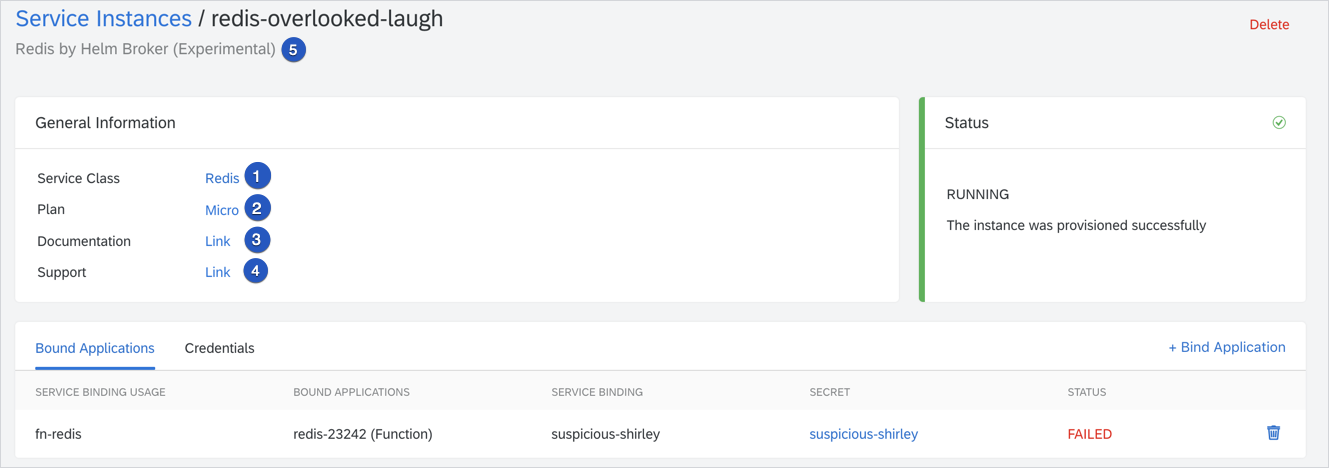 Service Instances / redis-overlooked-laugh
Delete
Redis by Helm Broker (Experimental) 5
General Information
Status
Service Class Redis 1
Plan Micro 2
Documentation Link 3
Support Link 4
RUNNING
The instance was provisioned successfully
Bound Applications Credentials + Bind Application
SERVICE BINDING USAGE BOUND APPLICATIONS SERVICE BINDING SECRET STATUS
fn-redis redis-23242 (Function) suspicious-shirley suspicious-shirley FAILED